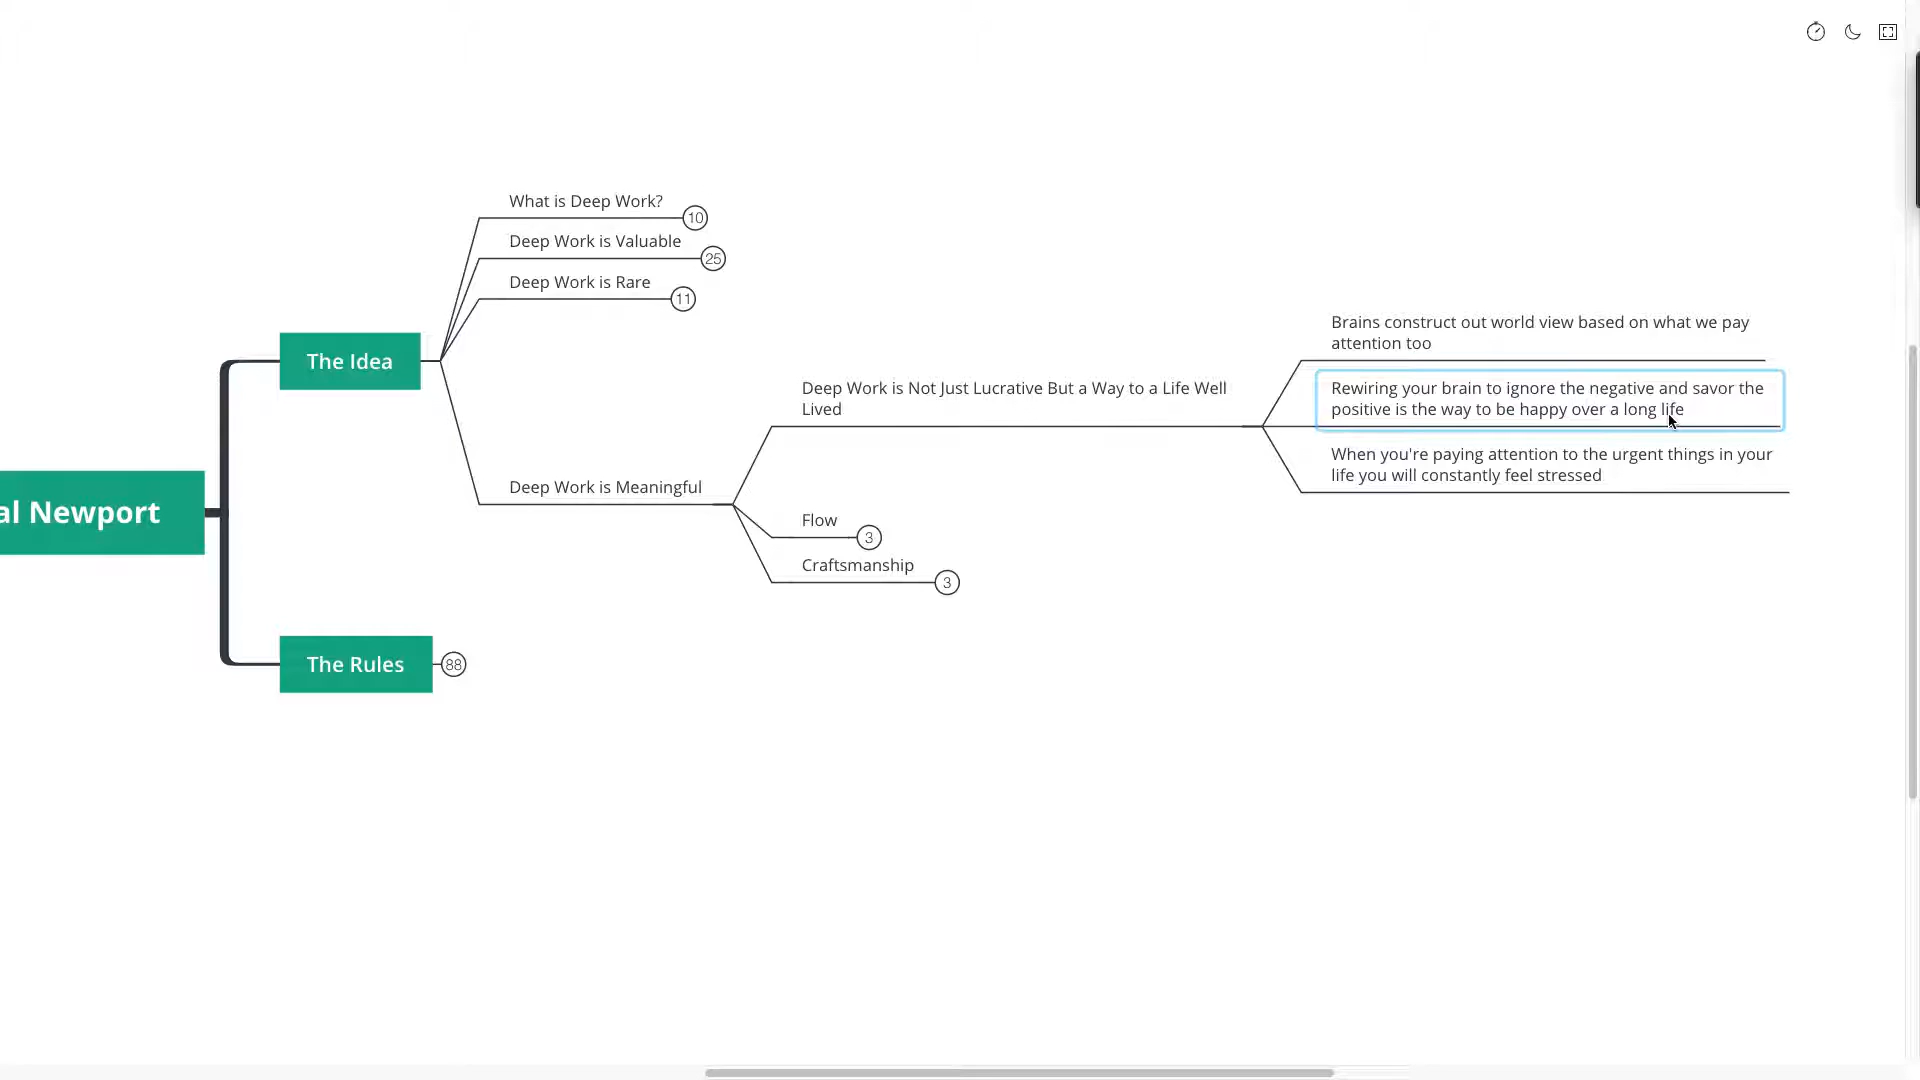 What is Deep Work?
10
Deep Work is Valuable
25
Deep Work is Rare
11
The Idea
Brains construct out world view based on what we pay
attention too
Deep Work is Not Just Lucrative But a Way to a Life Well
Lived
Rewiring your brain to ignore the negative and savor the
positive is the way to be happy over a long life
When you're paying attention to the urgent things in your
life you will constantly feel stressed
Deep Work is Meaningful
Flow
3
Craftsmanship
3
al Newport
The Rules
88